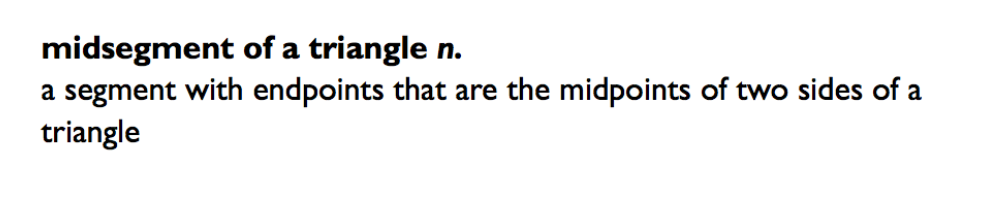 midsegment of a triangle n.
a segment with endpoints that are the midpoints of two sides of a
triangle